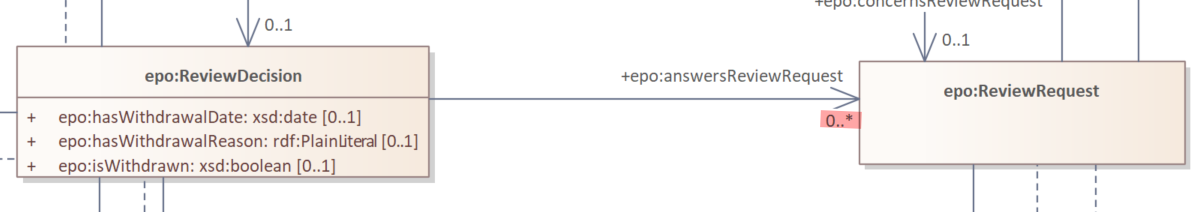 +epo:concernsReviewRequest
0..1
0..1
epo:ReviewDecision
+epo:answersReviewRequest
epo:ReviewRequest
0..*
+ epo:hasWithdrawalDate: xsd:date [0..1]
+ epo:hasWithdrawalReason: rdf:PlainLiteral [0..1]
+ epo:isWithdrawn: xsd:boolean [0..1]